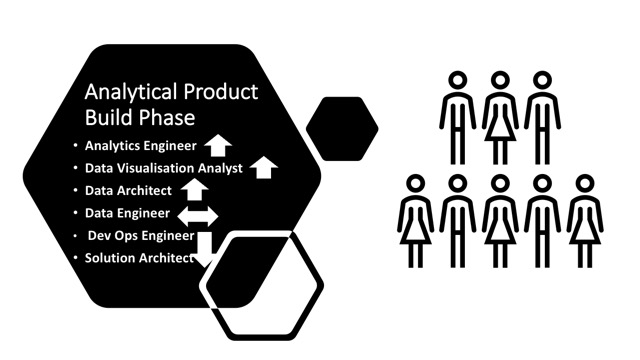 Analytical Product
Build Phase
• Analytics Engineer
• Data Visualisation Analyst
• Data Architect
• Data Engineer
• Dev Ops Engineer
• Solution Architect